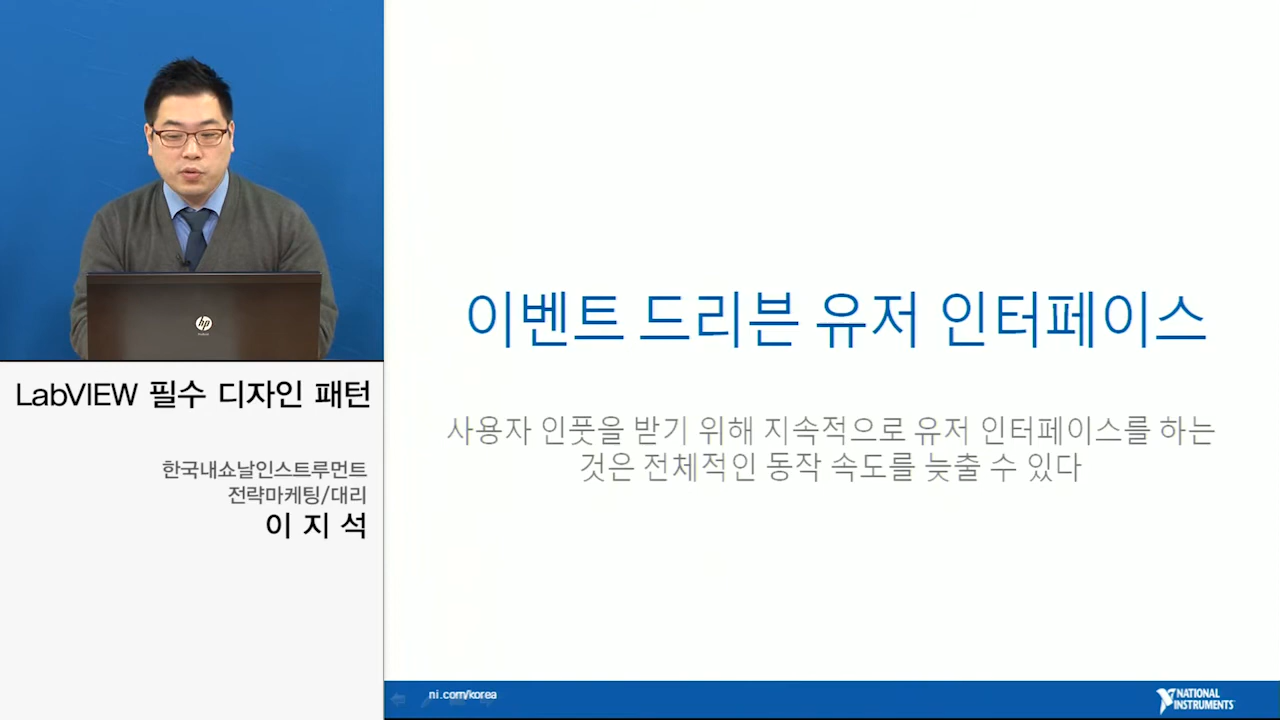 LabVIEW 필수 디자인 패턴
한국내쇼날인스트루먼트
전략마케팅/대리
이 지 석
이벤트 드리븐 유저 인터페이스
사용자 인풋을 받기 위해 지속적으로 유저 인터페이스를 하는
것은 전체적인 동작 속도를 늦출 수 있다
ni.com/korea
NATIONAL
INSTRUMENTS
hp